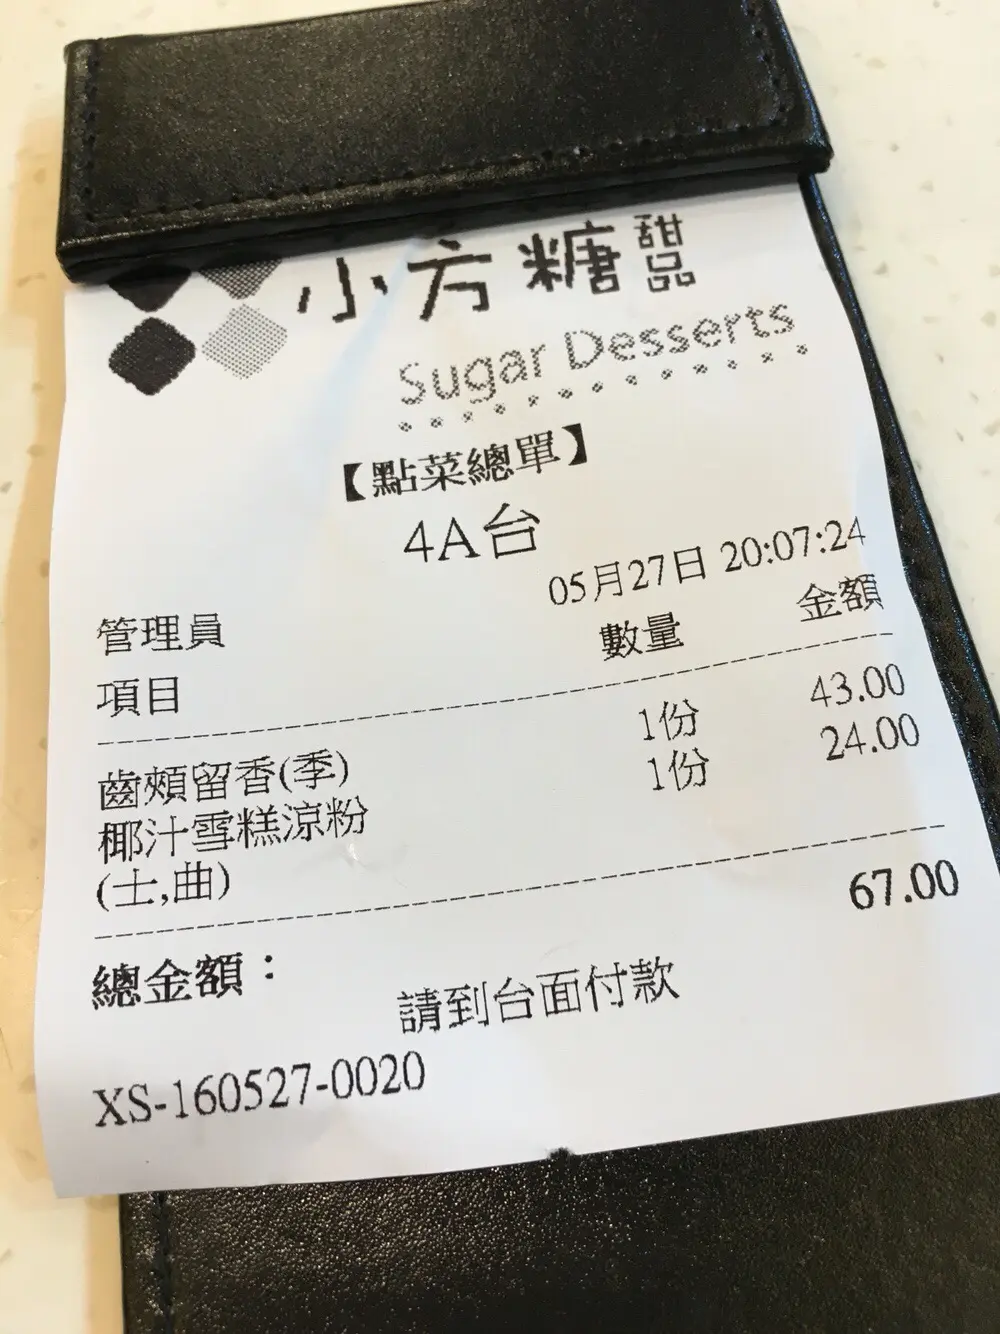 小方糖 甜品
Sugar Desserts
【點菜總單】
4A台
05月27日 20:07:24
管理員
項目 數量 金額
齒頰留香(季) 1份 43.00
椰汁雪糕涼粉 1份 24.00
(士,曲)
總金額： 67.00
請到台面付款
XS-160527-0020